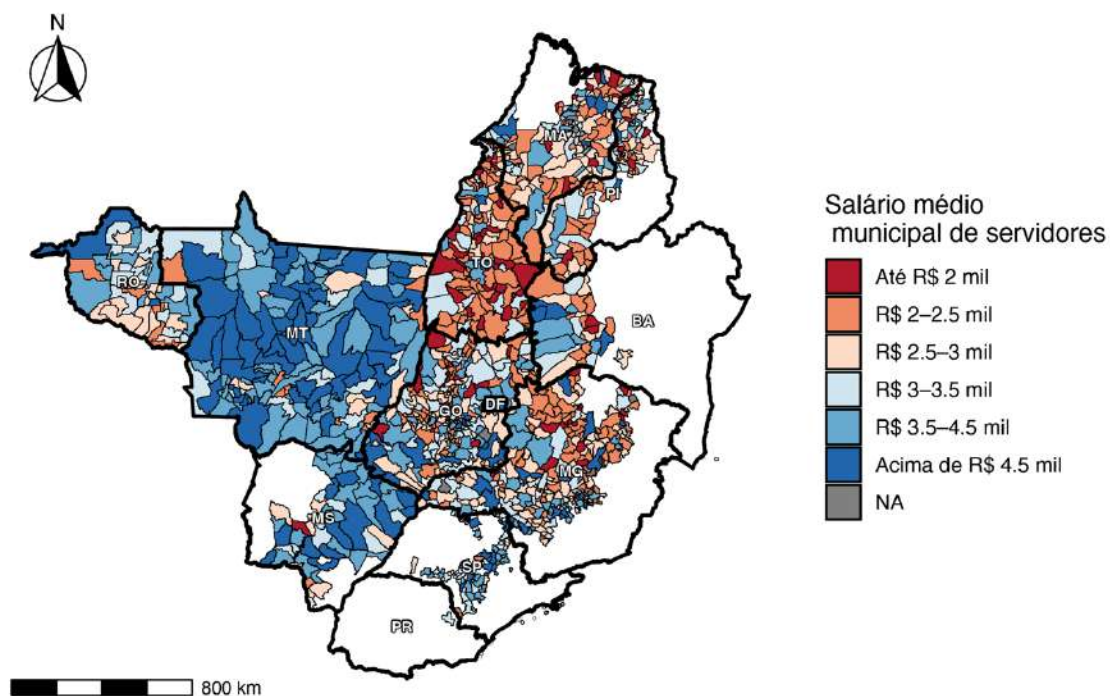 N
MA
PI
TO
RO
MT
BA
GO
DF
MG
MS
SP
PR
800 km
Salário médio
municipal de servidores
Até R$ 2 mil
R$ 2–2.5 mil
R$ 2.5–3 mil
R$ 3–3.5 mil
R$ 3.5–4.5 mil
Acima de R$ 4.5 mil
NA